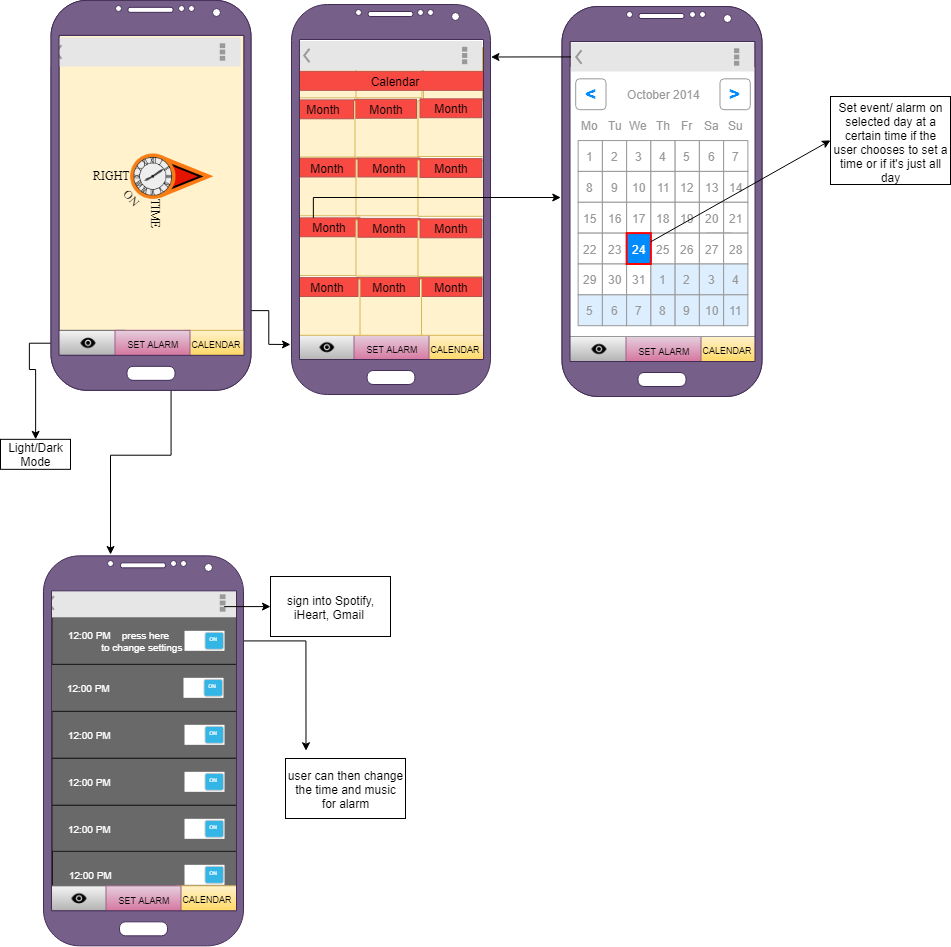 RIGHT
ON
TIME
SET ALARM
CALENDAR
Light/Dark
Mode
Calendar
Month
Month
Month
Month
Month
Month
Month
Month
Month
Month
Month
Month
SET ALARM
CALENDAR
<
October 2014
>
Mo Tu We Th Fr Sa Su
1 2 3 4 5 6 7
8 9 10 11 12 13 14
15 16 17 18 19 20 21
22 23 24 25 26 27 28
29 30 31 1 2 3 4
5 6 7 8 9 10 11
SET ALARM
CALENDAR
Set event/ alarm on
selected day at a
certain time if the
user chooses to set a
time or if it's just all
day
12:00 PM press here
to change settings
ON
12:00 PM
ON
12:00 PM
ON
12:00 PM
ON
12:00 PM
ON
12:00 PM
ON
SET ALARM
CALENDAR
sign into Spotify,
iHeart, Gmail
user can then change
the time and music
for alarm